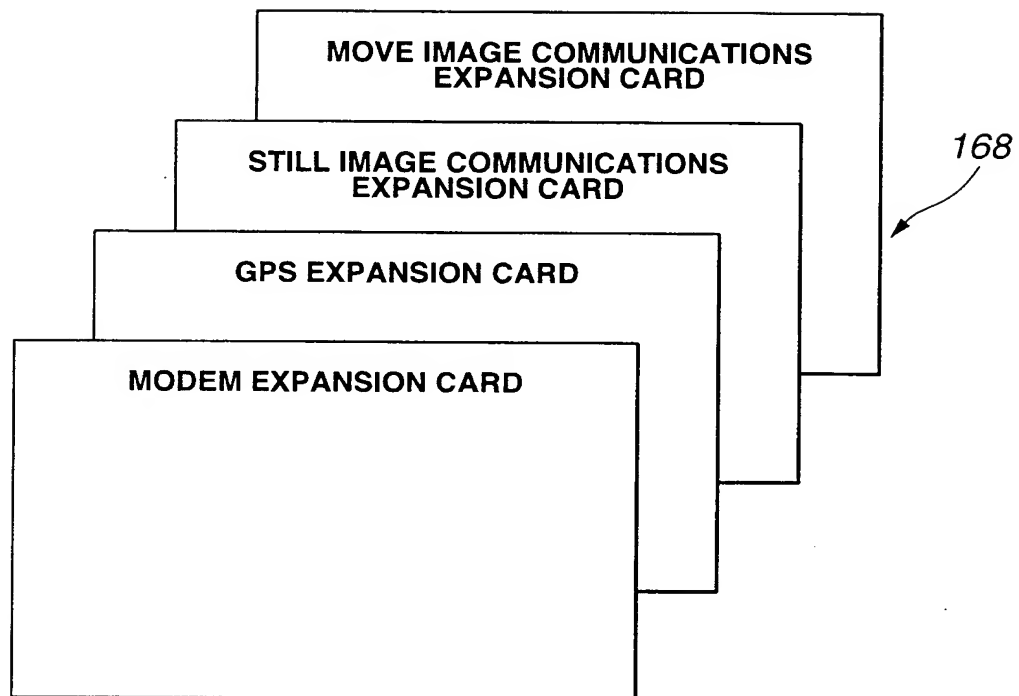 MOVE IMAGE COMMUNICATIONS
EXPANSION CARD
168
STILL IMAGE COMMUNICATIONS
EXPANSION CARD
GPS EXPANSION CARD
MODEM EXPANSION CARD